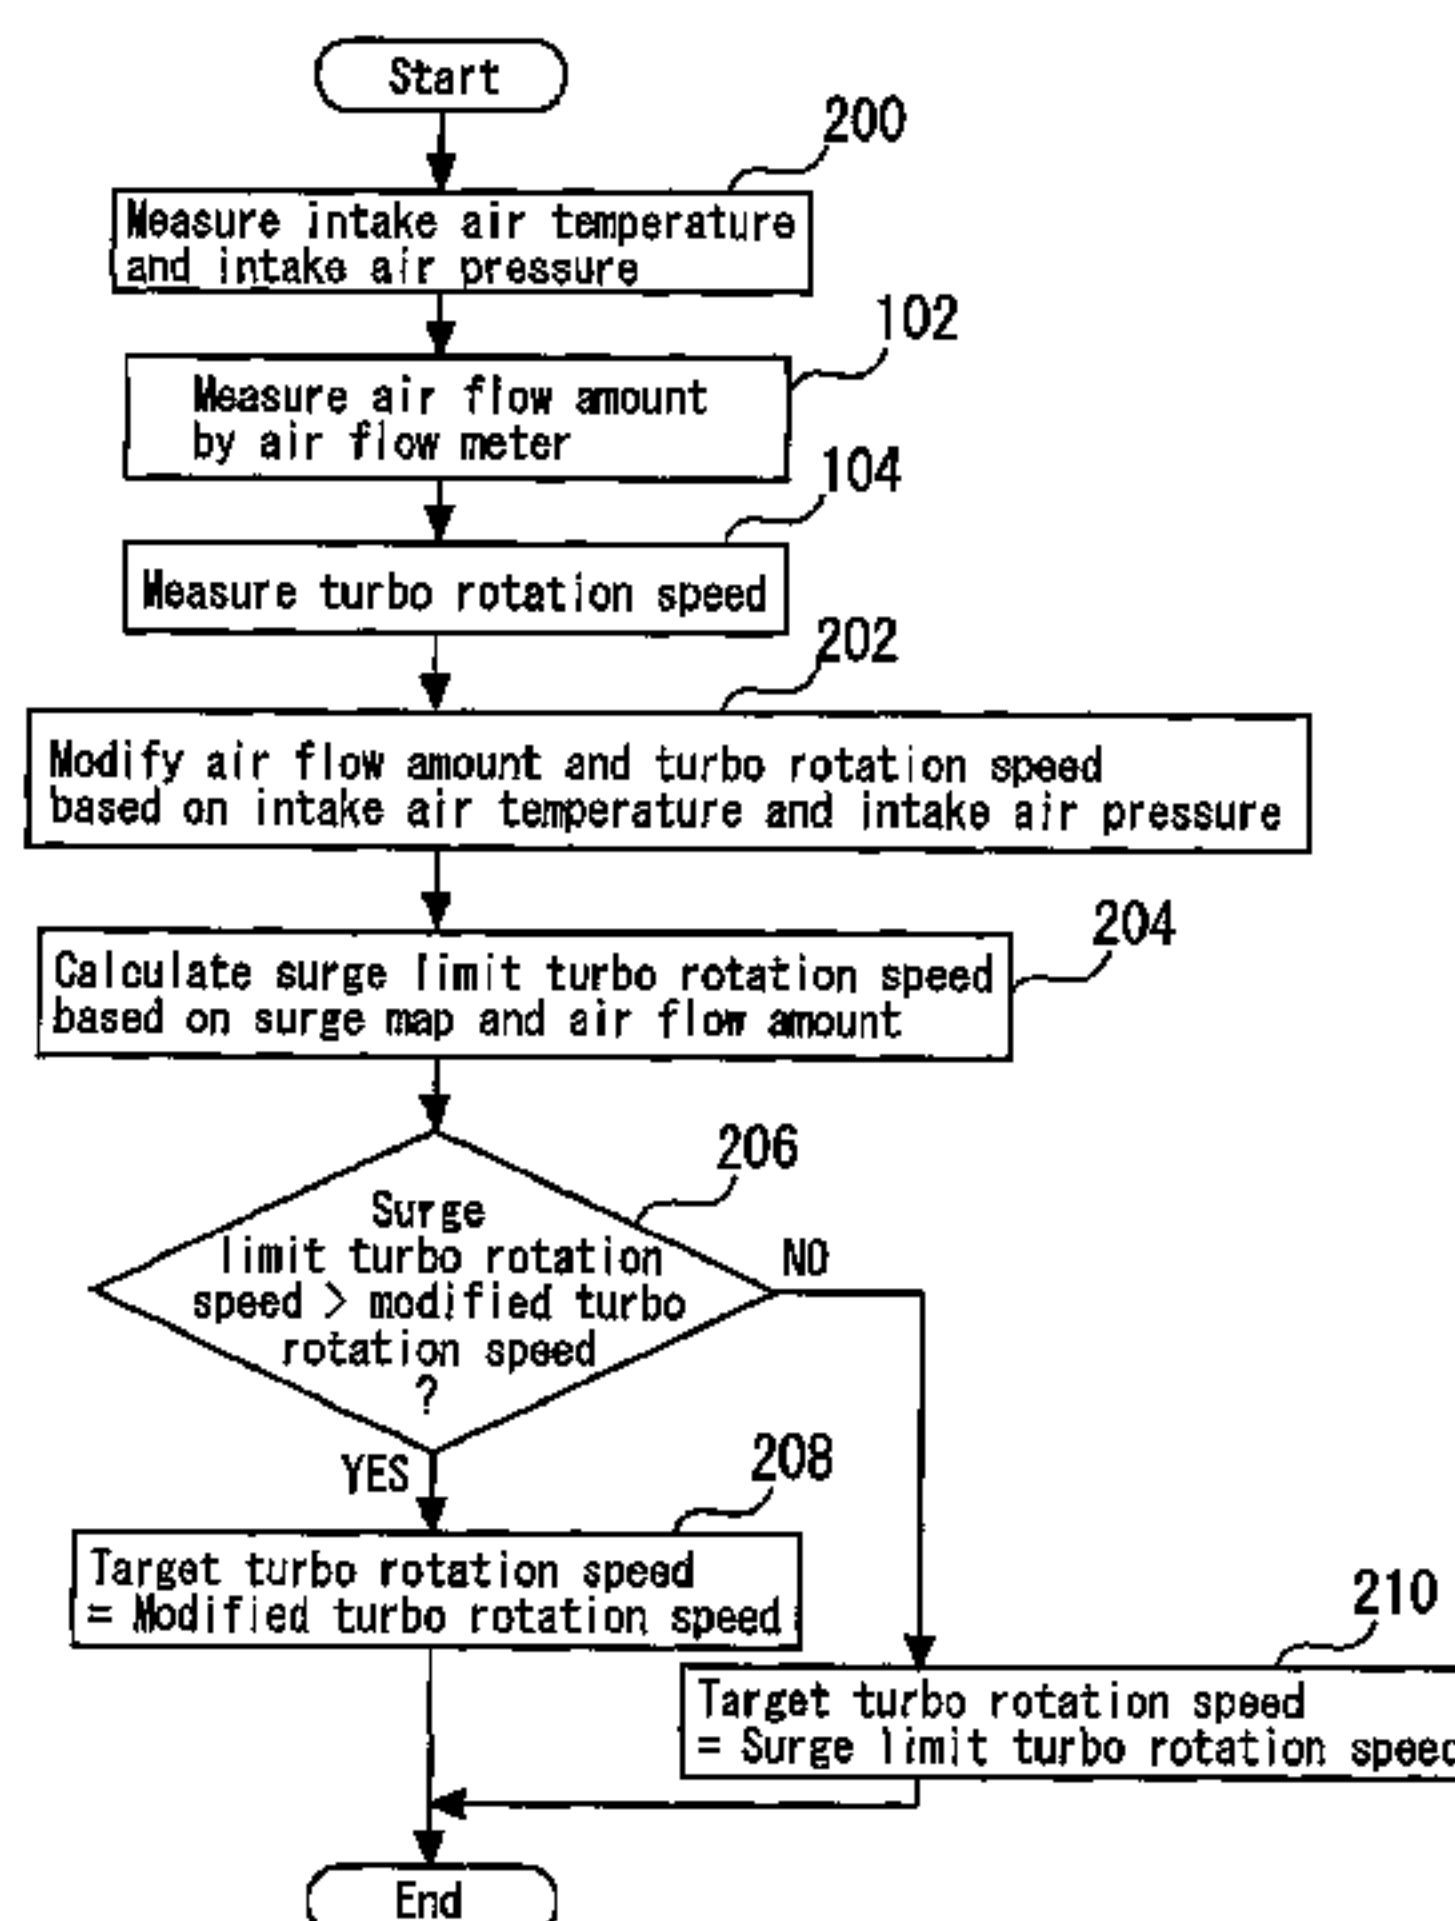 Start
200
Measure intake air temperature
and intake air pressure
102
Measure air flow amount
by air flow meter
104
Measure turbo rotation speed
202
Modify air flow amount and turbo rotation speed
based on intake air temperature and intake air pressure
204
Calculate surge limit turbo rotation speed
based on surge map and air flow amount
206
Surge
limit turbo rotation
speed > modified turbo
rotation speed
?
NO
YES
208
Target turbo rotation speed
= Modified turbo rotation speed
210
Target turbo rotation speed
= Surge limit turbo rotation speed
End